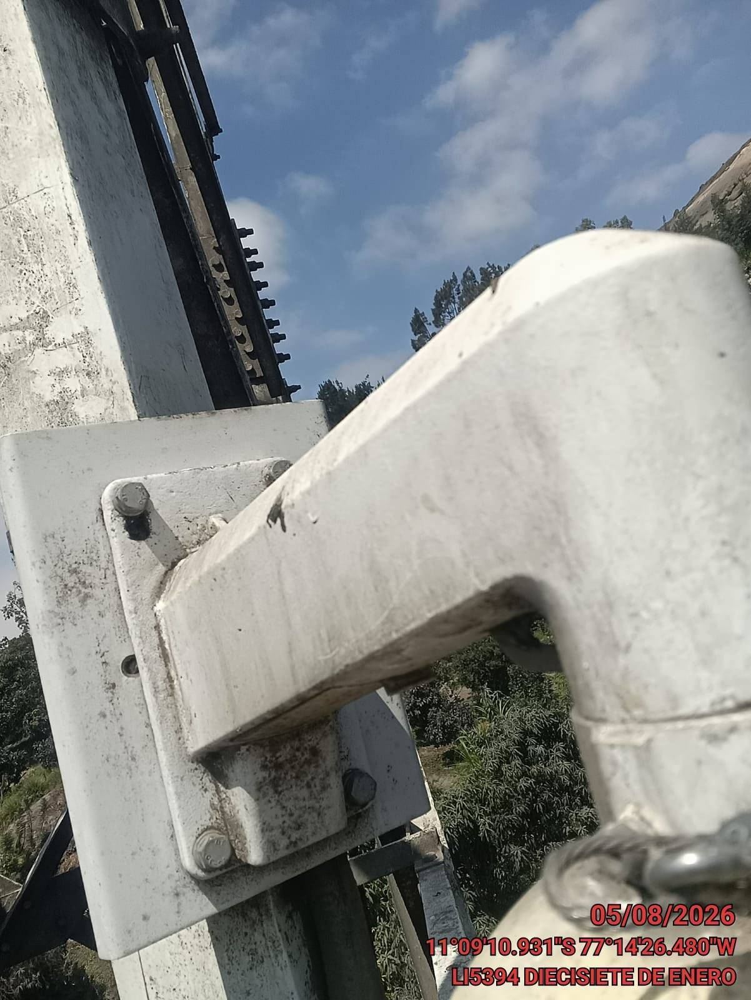 05/08/2026
11°09'10.931"S 77°14'26.480"W
LI5394 DIECISIETE DE ENERO